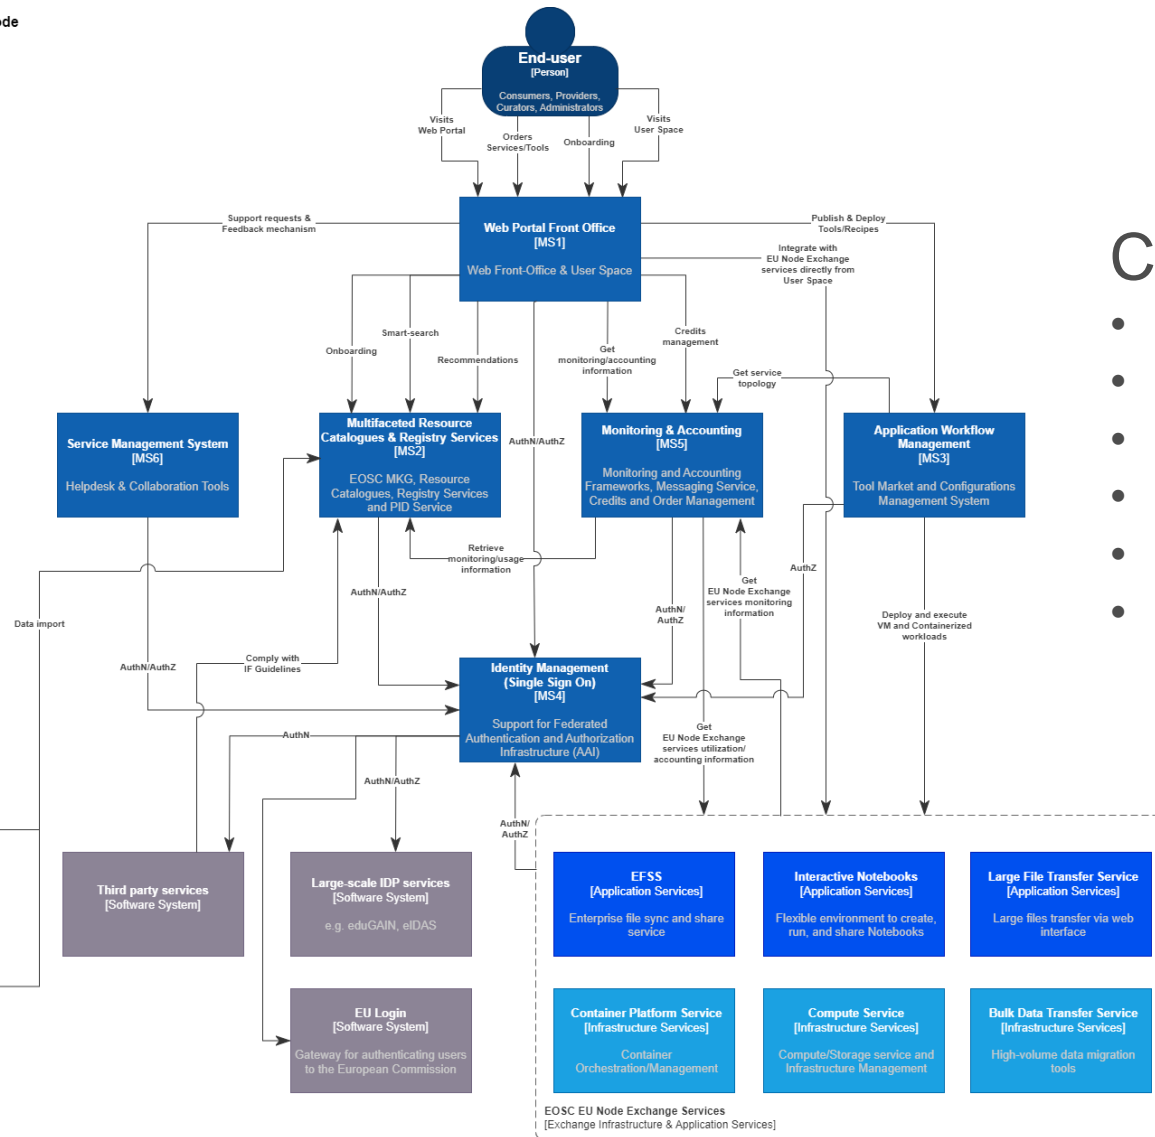 ode
End-user
[Person]
Consumers, Providers,
Curators, Administrators
Visits
Web Portal
Orders
Services/Tools
Onboarding
Visits
User Space
Web Portal Front Office
[MS1]
Web Front-Office & User Space
Support requests &
Feedback mechanism
Publish & Deploy
Tools/Recipes
Integrate with
EU Node Exchange
services directly from
User Space
C
Onboarding
Smart-search
Recommendations
Get
monitoring/accounting
information
Credits
management
Get service
topology
AuthN/AuthZ
Service Management System
[MS6]
Helpdesk & Collaboration Tools
Multifaceted Resource
Catalogues & Registry Services
[MS2]
EOSC MKG, Resource
Catalogues, Registry Services
and PID Service
Monitoring & Accounting
[MS5]
Monitoring and Accounting
Frameworks, Messaging Service,
Credits and Order Management
Application Workflow
Management
[MS3]
Tool Market and Configurations
Management System
Retrieve
monitoring/usage
information
AuthN/AuthZ
AuthN/
AuthZ
Get
EU Node Exchange
services monitoring
information
AuthZ
Deploy and execute
VM and Containerized
workloads
Data import
AuthN/AuthZ
Comply with
IF Guidelines
Identity Management
(Single Sign On)
[MS4]
Support for Federated
Authentication and Authorization
Infrastructure (AAI)
Get
EU Node Exchange
services utilization/
accounting information
AuthN
AuthN/AuthZ
AuthN/
AuthZ
Third party services
[Software System]
Large-scale IDP services
[Software System]
e.g. eduGAIN, eIDAS
EFSS
[Application Services]
Enterprise file sync and share
service
Interactive Notebooks
[Application Services]
Flexible environment to create,
run, and share Notebooks
Large File Transfer Service
[Application Services]
Large files transfer via web
interface
EU Login
[Software System]
Gateway for authenticating users
to the European Commission
Container Platform Service
[Infrastructure Services]
Container
Orchestration/Management
Compute Service
[Infrastructure Services]
Compute/Storage service and
Infrastructure Management
Bulk Data Transfer Service
[Infrastructure Services]
High-volume data migration
tools
EOSC EU Node Exchange Services
[Exchange Infrastructure & Application Services]